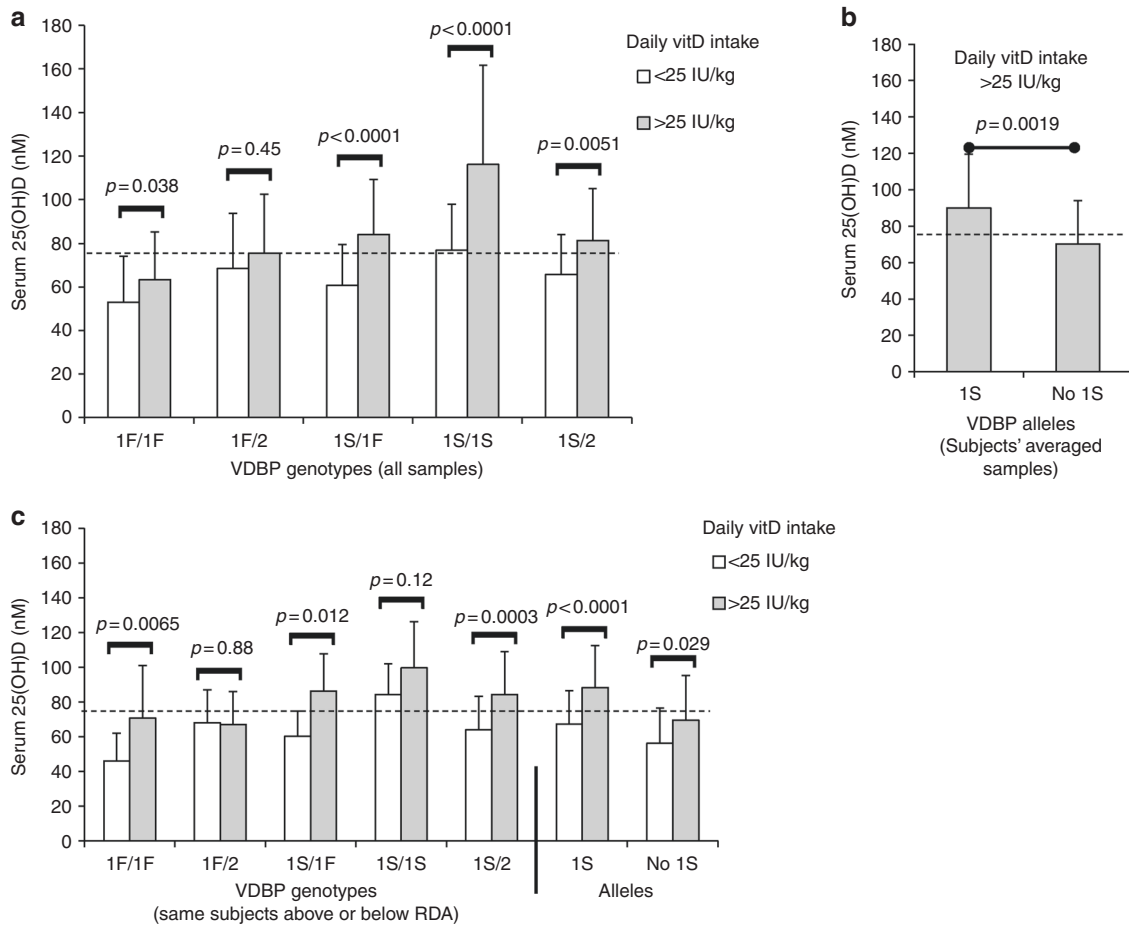 a
Serum 25(OH)D (nM)
180
160
140
120
100
80
60
40
20
0
p=0.038
p=0.45
p<0.0001
p<0.0001
p=0.0051
Daily vitD intake
<25 IU/kg
>25 IU/kg
1F/1F 1F/2 1S/1F 1S/1S 1S/2
VDBP genotypes (all samples)
b
Serum 25(OH)D (nM)
180
160
140
120
100
80
60
40
20
0
Daily vitD intake
>25 IU/kg
p=0.0019
1S No 1S
VDBP alleles
(Subjects' averaged
samples)
c
Serum 25(OH)D (nM)
180
160
140
120
100
80
60
40
20
0
p=0.0065
p=0.88
p=0.012
p=0.12
p=0.0003
p<0.0001
p=0.029
Daily vitD intake
<25 IU/kg
>25 IU/kg
1F/1F 1F/2 1S/1F 1S/1S 1S/2 1S No 1S
VDBP genotypes Alleles
(same subjects above or below RDA)